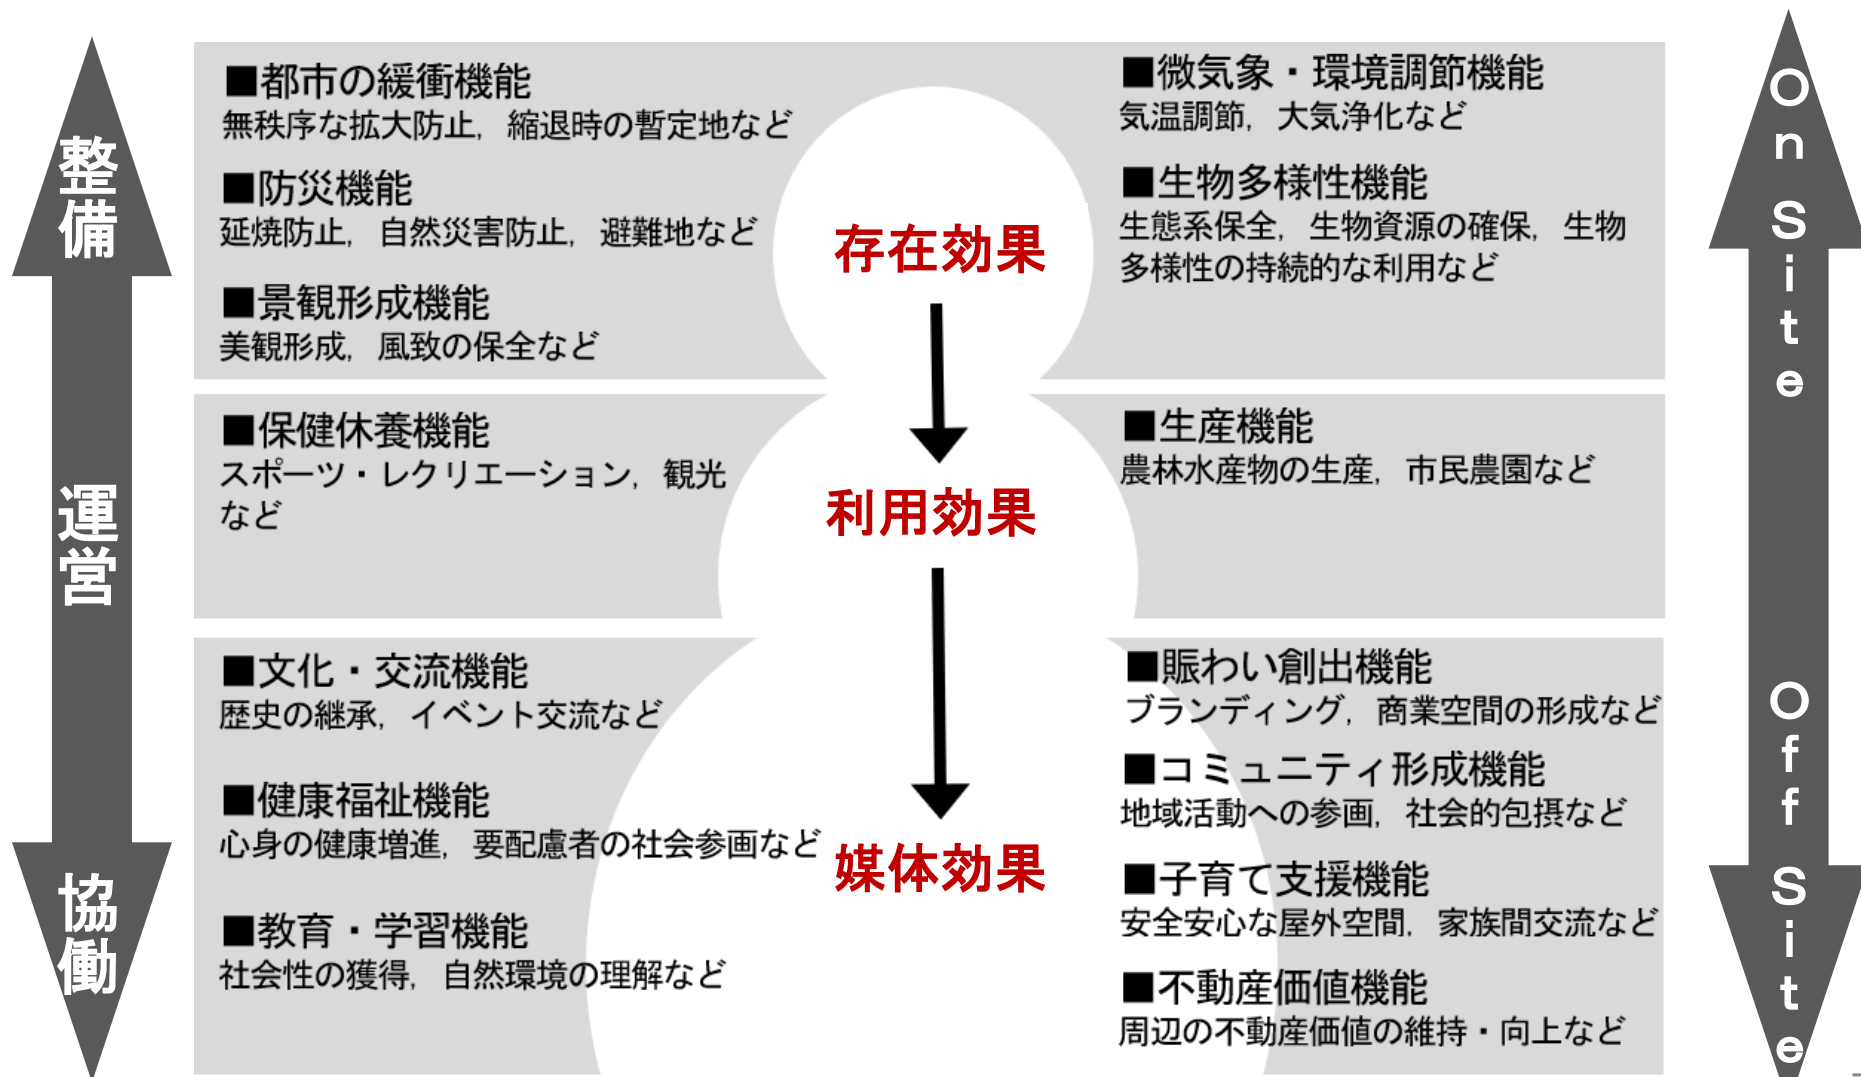 整備
運営
協働
■都市の緩衝機能
無秩序な拡大防止，縮退時の暫定地など
■防災機能
延焼防止，自然災害防止，避難地など
■景観形成機能
美観形成，風致の保全など
■微気象・環境調節機能
気温調節，大気浄化など
■生物多様性機能
生態系保全，生物資源の確保，生物
多様性の持続的な利用など
存在効果
■保健休養機能
スポーツ・レクリエーション，観光
など
■生産機能
農林水産物の生産，市民農園など
利用効果
■文化・交流機能
歴史の継承，イベント交流など
■健康福祉機能
心身の健康増進，要配慮者の社会参画など
■教育・学習機能
社会性の獲得，自然環境の理解など
媒体効果
■賑わい創出機能
ブランディング，商業空間の形成など
■コミュニティ形成機能
地域活動への参画，社会的包摂など
■子育て支援機能
安全安心な屋外空間，家族間交流など
■不動産価値機能
周辺の不動産価値の維持・向上など
On Site
Off Site